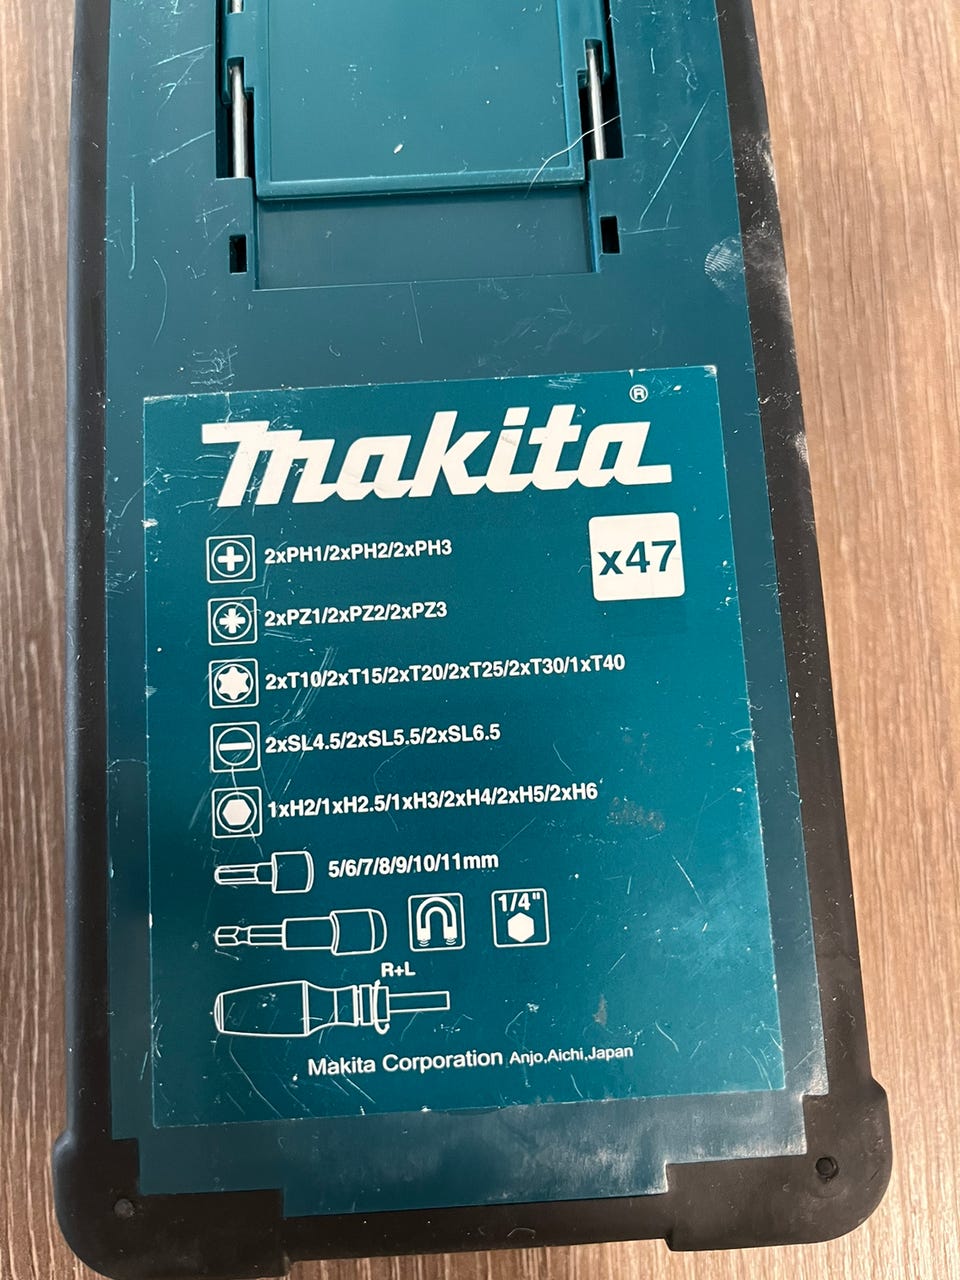 makita®
x47
2xPH1/2xPH2/2xPH3
2xPZ1/2xPZ2/2xPZ3
2xT10/2xT15/2xT20/2xT25/2xT30/1xT40
2xSL4.5/2xSL5.5/2xSL6.5
1xH2/1xH2.5/1xH3/2xH4/2xH5/2xH6
5/6/7/8/9/10/11mm
1/4"
R+L
Makita Corporation Anjo,Aichi,Japan